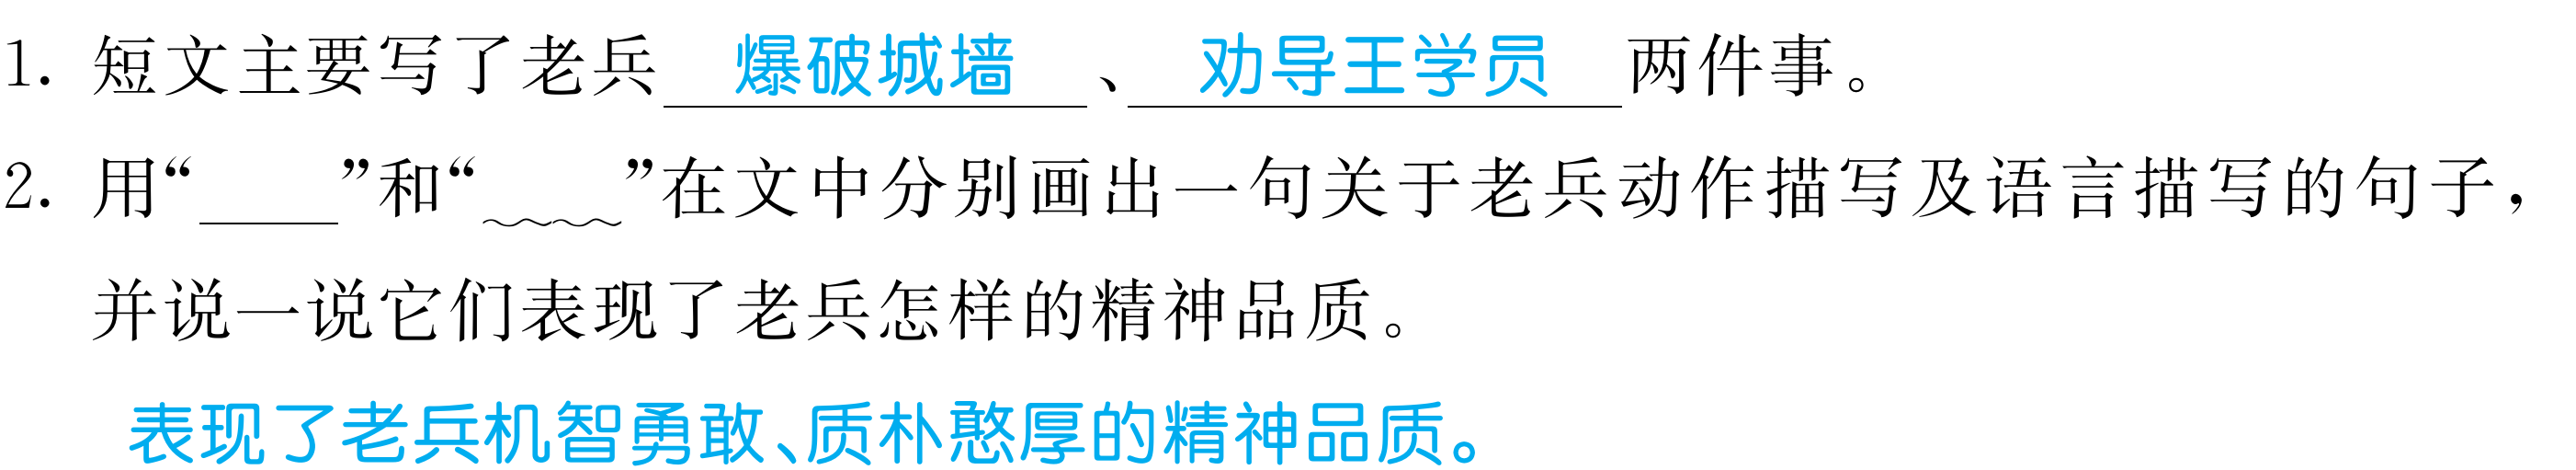 1. 短文主要写了老兵 爆破城墙 、 劝导王学员 两件事。
2. 用“____”和“﹏﹏”在文中分别画出一句关于老兵动作描写及语言描写的句子，
并说一说它们表现了老兵怎样的精神品质。
表现了老兵机智勇敢、质朴憨厚的精神品质。